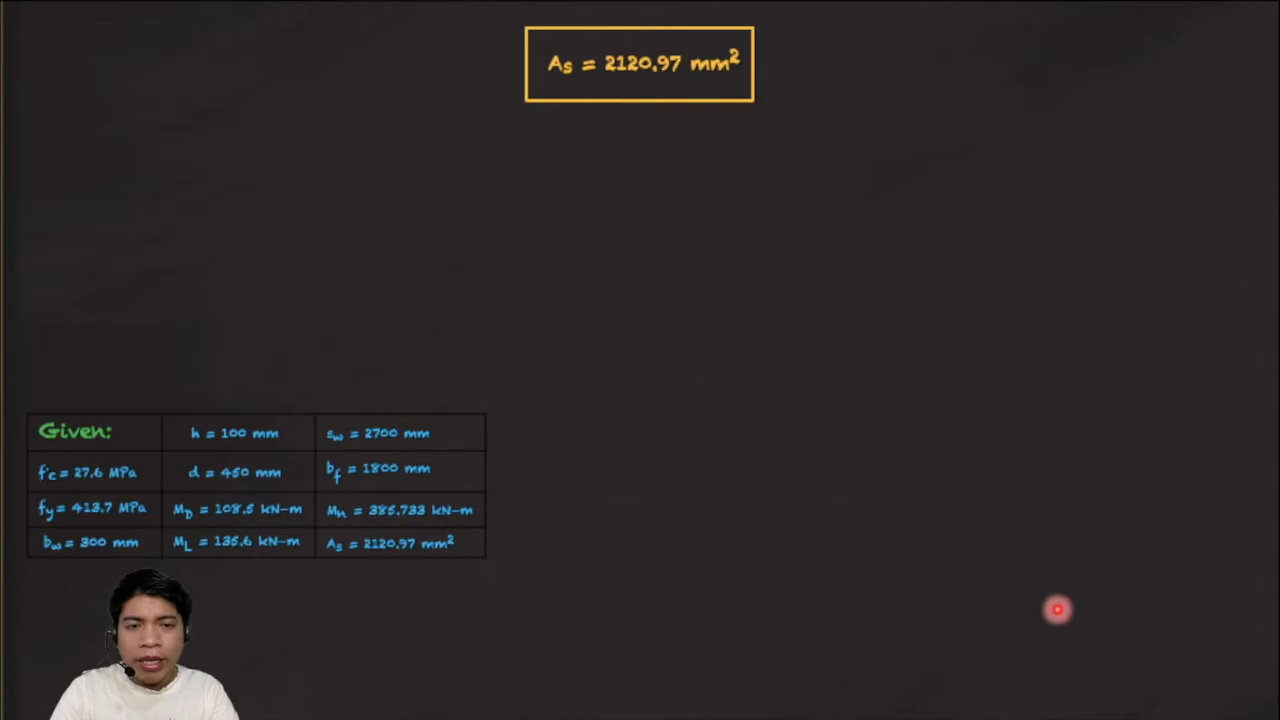 As = 2120.97 mm²
Given: h = 100 mm sw = 2700 mm
f'c = 27.6 MPa d = 450 mm bf = 1800 mm
fy = 413.7 MPa MD = 108.5 kN-m Mn = 385.733 kN-m
bw = 300 mm ML = 135.6 kN-m As = 2120.97 mm²